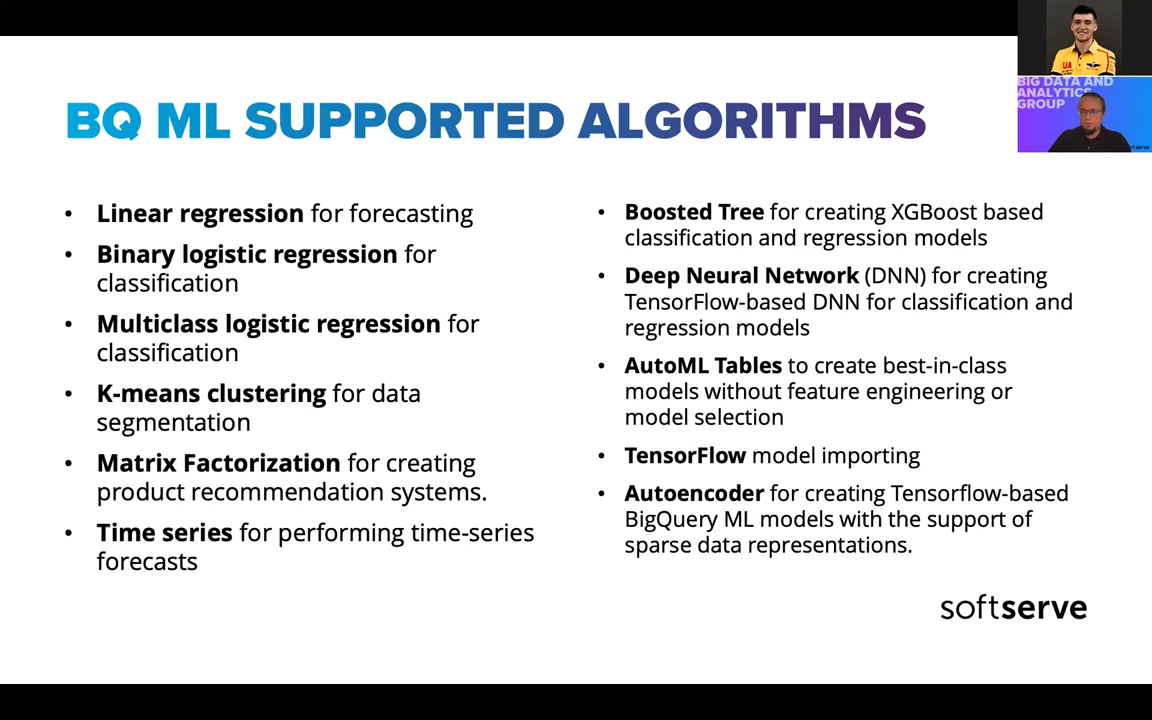 BQ ML SUPPORTED ALGORITHMS
• Linear regression for forecasting
• Binary logistic regression for
classification
• Multiclass logistic regression for
classification
• K-means clustering for data
segmentation
• Matrix Factorization for creating
product recommendation systems.
• Time series for performing time-series
forecasts
• Boosted Tree for creating XGBoost based
classification and regression models
• Deep Neural Network (DNN) for creating
TensorFlow-based DNN for classification and
regression models
• AutoML Tables to create best-in-class
models without feature engineering or
model selection
• TensorFlow model importing
• Autoencoder for creating Tensorflow-based
BigQuery ML models with the support of
sparse data representations.
softserve
UA
BIG DATA AND
ANALYTICS
GROUP